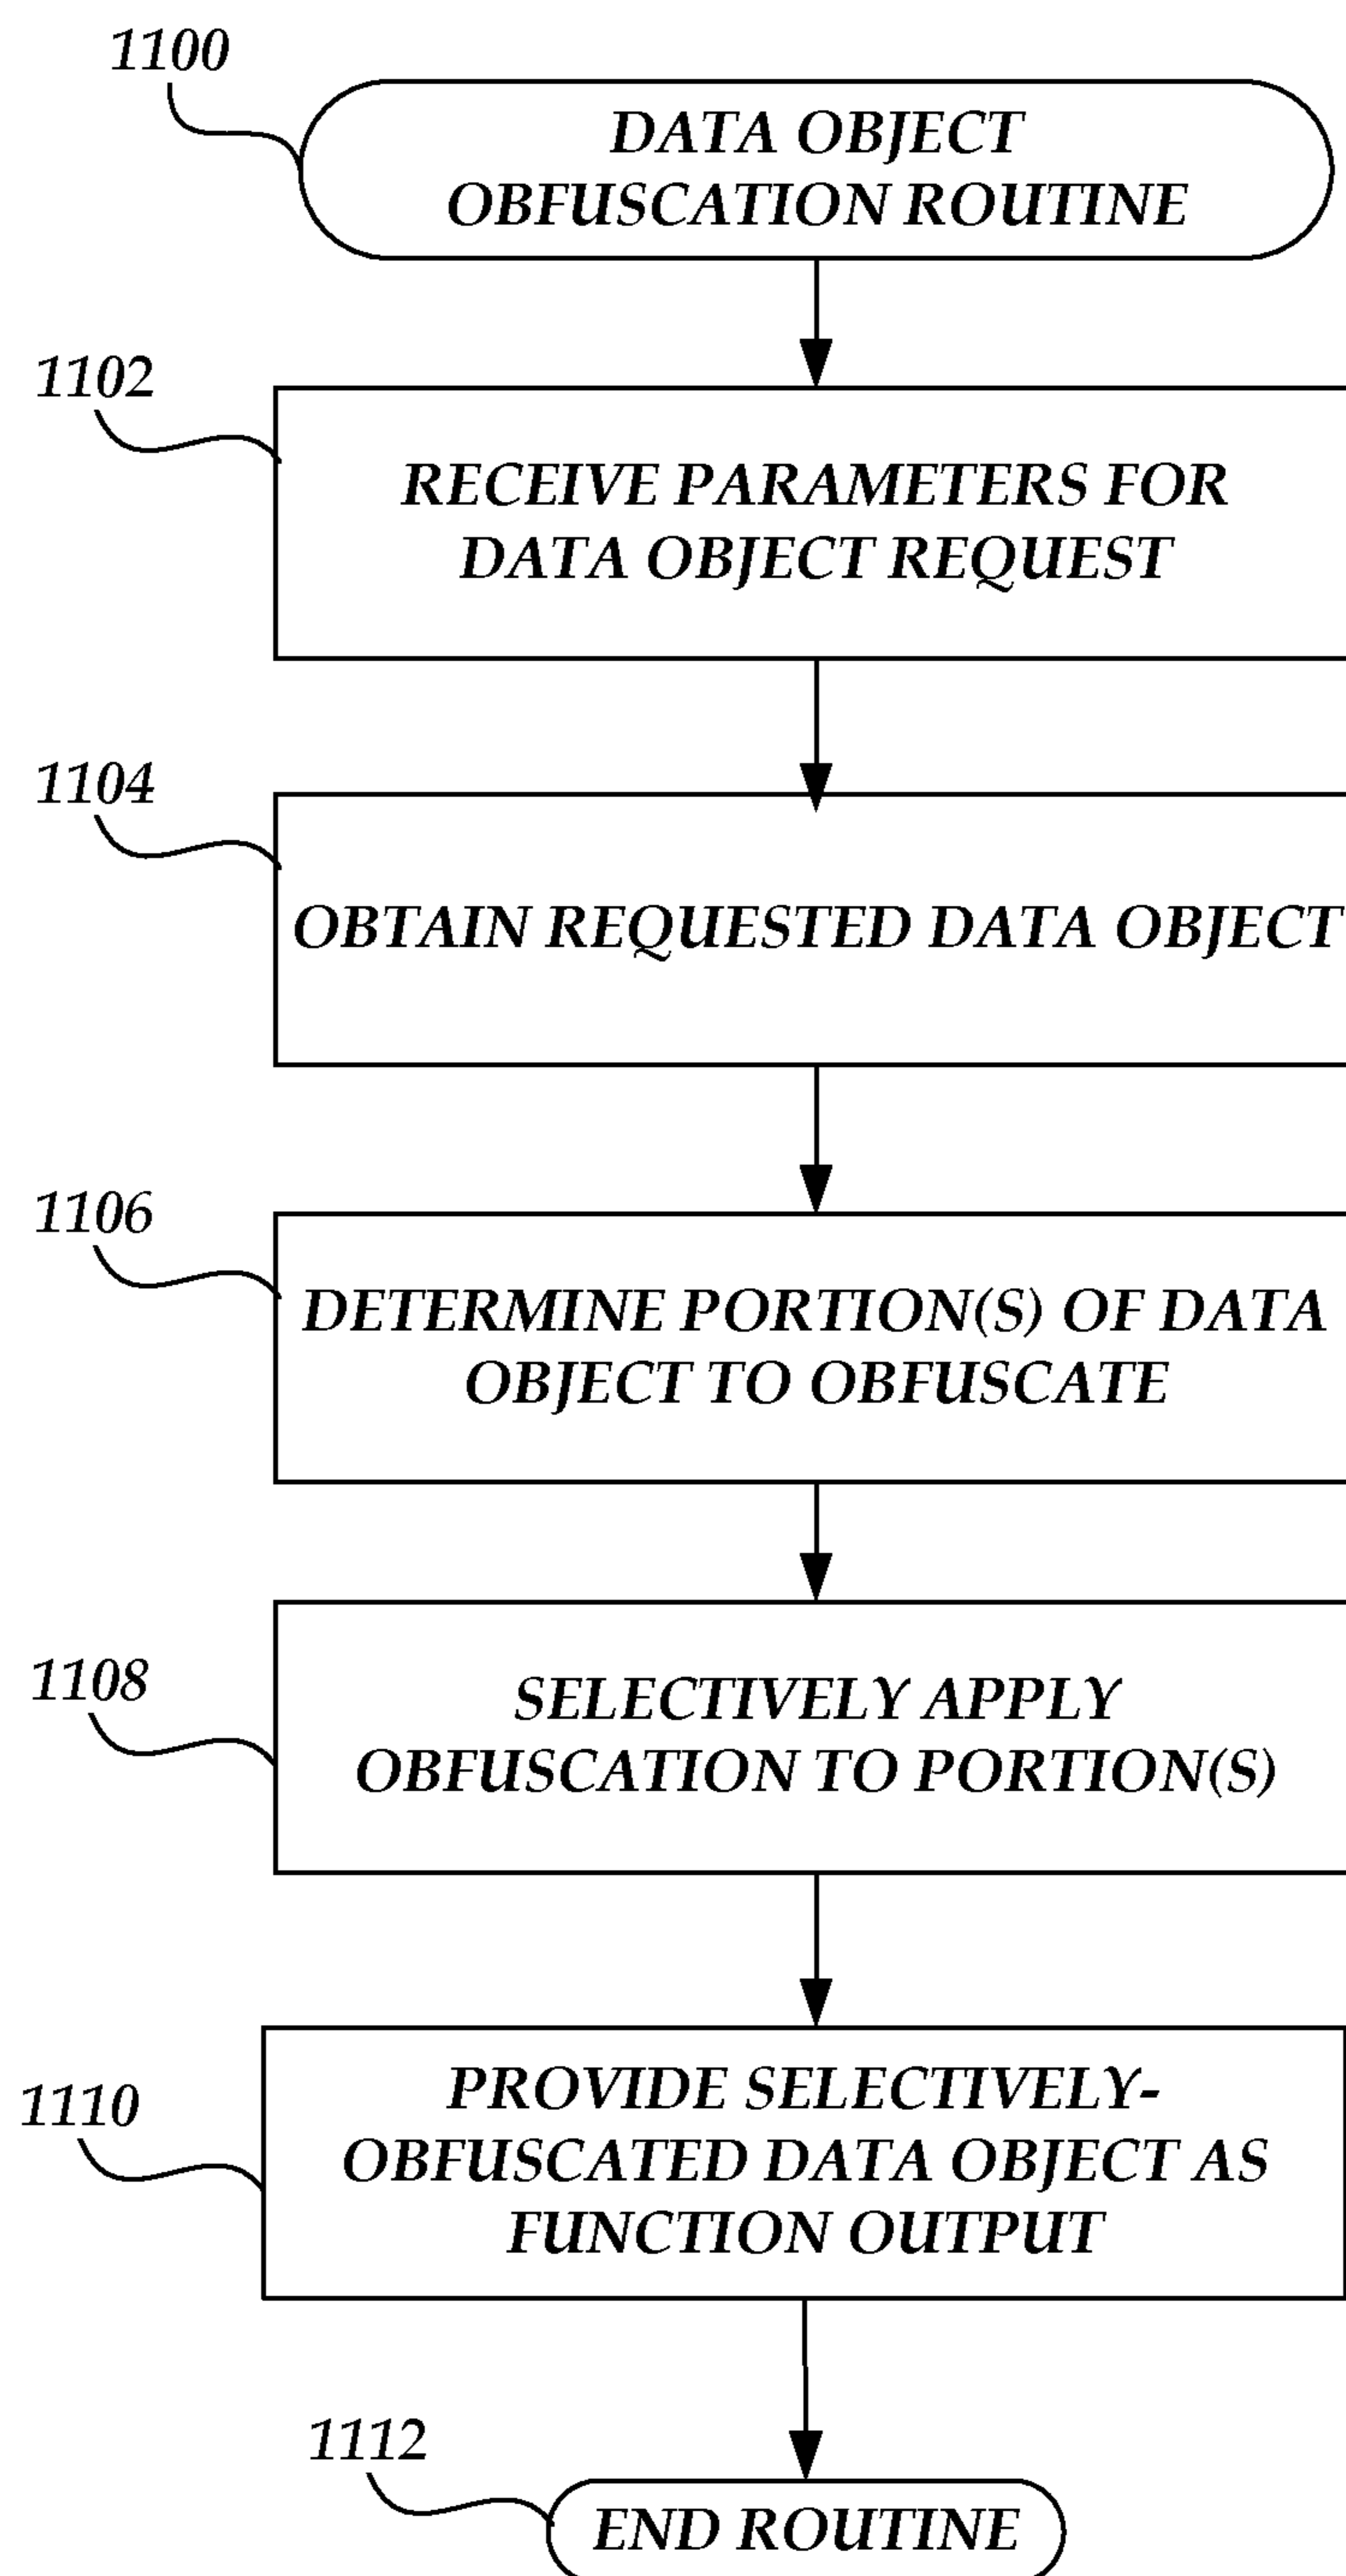 1100
DATA OBJECT
OBFUSCATION ROUTINE
1102
RECEIVE PARAMETERS FOR
DATA OBJECT REQUEST
1104
OBTAIN REQUESTED DATA OBJECT
1106
DETERMINE PORTION(S) OF DATA
OBJECT TO OBFUSCATE
1108
SELECTIVELY APPLY
OBFUSCATION TO PORTION(S)
1110
PROVIDE SELECTIVELY-
OBFUSCATED DATA OBJECT AS
FUNCTION OUTPUT
1112
END ROUTINE